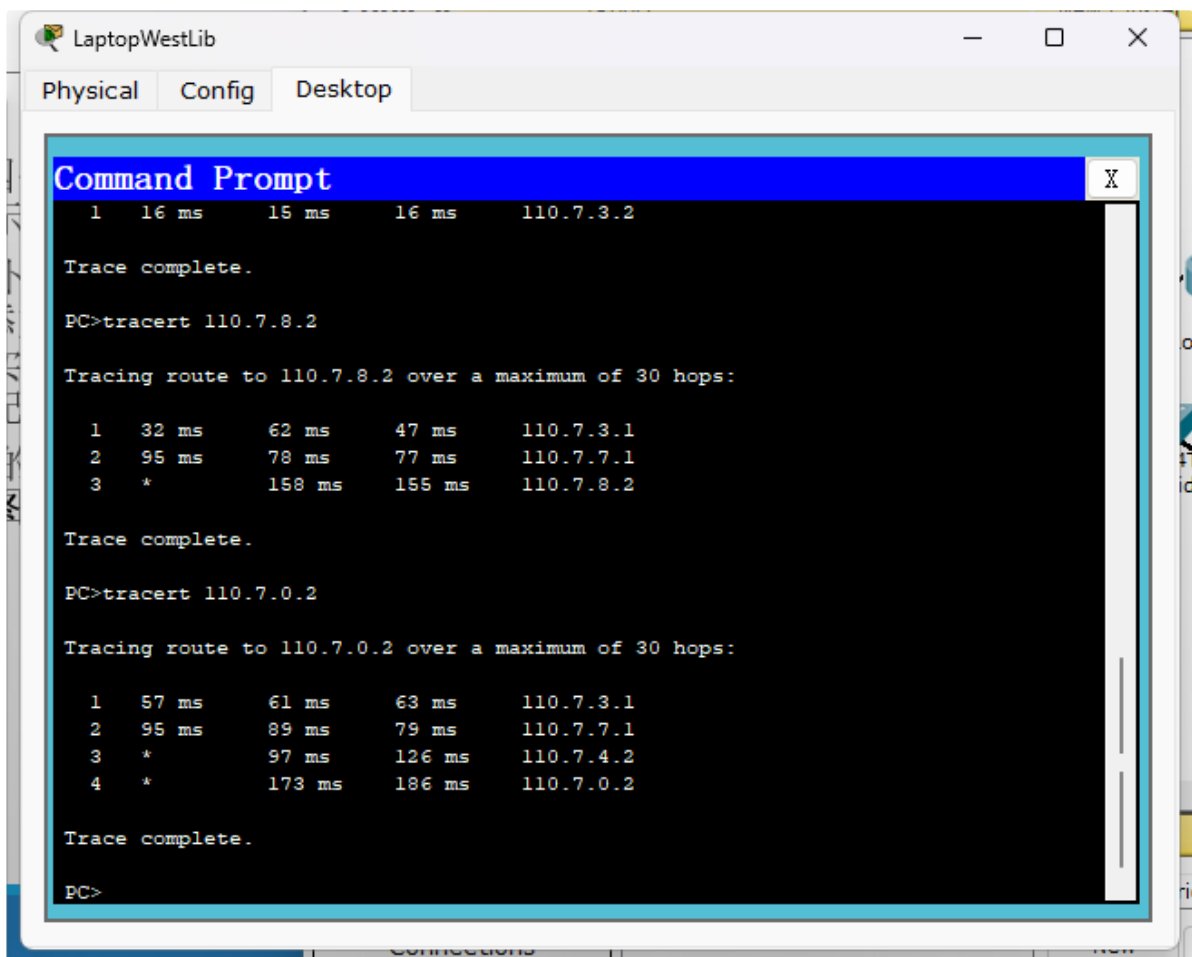 LaptopWestLib
Physical Config Desktop
Command Prompt X
1 16 ms 15 ms 16 ms 110.7.3.2
Trace complete.
PC>tracert 110.7.8.2
Tracing route to 110.7.8.2 over a maximum of 30 hops:
1 32 ms 62 ms 47 ms 110.7.3.1
2 95 ms 78 ms 77 ms 110.7.7.1
3 * 158 ms 155 ms 110.7.8.2
Trace complete.
PC>tracert 110.7.0.2
Tracing route to 110.7.0.2 over a maximum of 30 hops:
1 57 ms 61 ms 63 ms 110.7.3.1
2 95 ms 89 ms 79 ms 110.7.7.1
3 * 97 ms 126 ms 110.7.4.2
4 * 173 ms 186 ms 110.7.0.2
Trace complete.
PC>